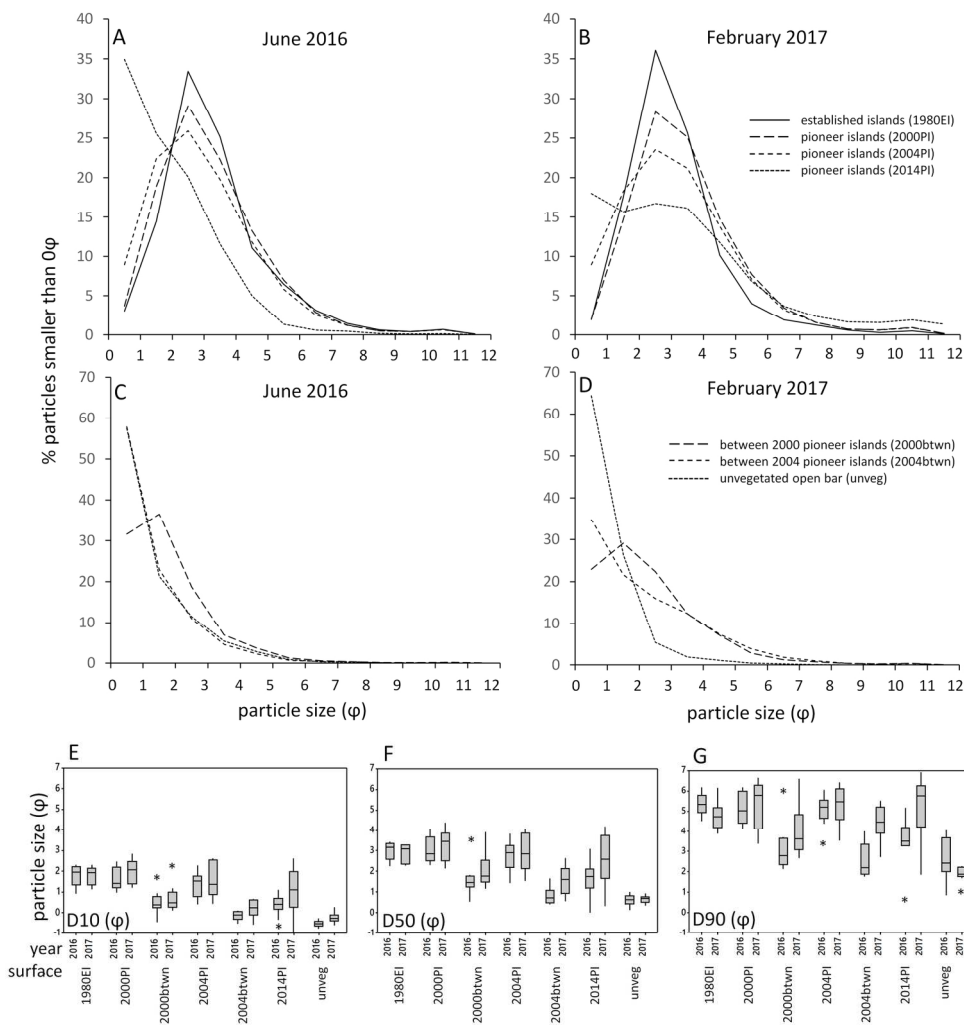 A
June 2016
40
35
30
25
20
15
10
5
0
0 1 2 3 4 5 6 7 8 9 10 11 12
B
February 2017
40
35
30
25
20
15
10
5
0
0 1 2 3 4 5 6 7 8 9 10 11 12
established islands (1980EI)
pioneer islands (2000PI)
pioneer islands (2004PI)
pioneer islands (2014PI)
% particles smaller than 0φ
C
June 2016
70
60
50
40
30
20
10
0
0 1 2 3 4 5 6 7 8 9 10 11 12
particle size (φ)
D
February 2017
70
60
50
40
30
20
10
0
0 1 2 3 4 5 6 7 8 9 10 11 12
particle size (φ)
between 2000 pioneer islands (2000btwn)
between 2004 pioneer islands (2004btwn)
unvegetated open bar (unveg)
particle size (φ)
E
7
6
5
4
3
2
1
0
-1
* * *
D10 (φ)
F
7
6
5
4
3
2
1
0
-1
*
D50 (φ)
G
7
6
5
4
3
2
1
0
-1
* * * *
D90 (φ)
year
2016 2017 2016 2017 2016 2017 2016 2017 2016 2017 2016 2017 2016 2017
2016 2017 2016 2017 2016 2017 2016 2017 2016 2017 2016 2017 2016 2017
2016 2017 2016 2017 2016 2017 2016 2017 2016 2017 2016 2017 2016 2017
surface
1980EI 2000PI 2000btwn 2004PI 2004btwn 2014PI unveg
1980EI 2000PI 2000btwn 2004PI 2004btwn 2014PI unveg
1980EI 2000PI 2000btwn 2004PI 2004btwn 2014PI unveg